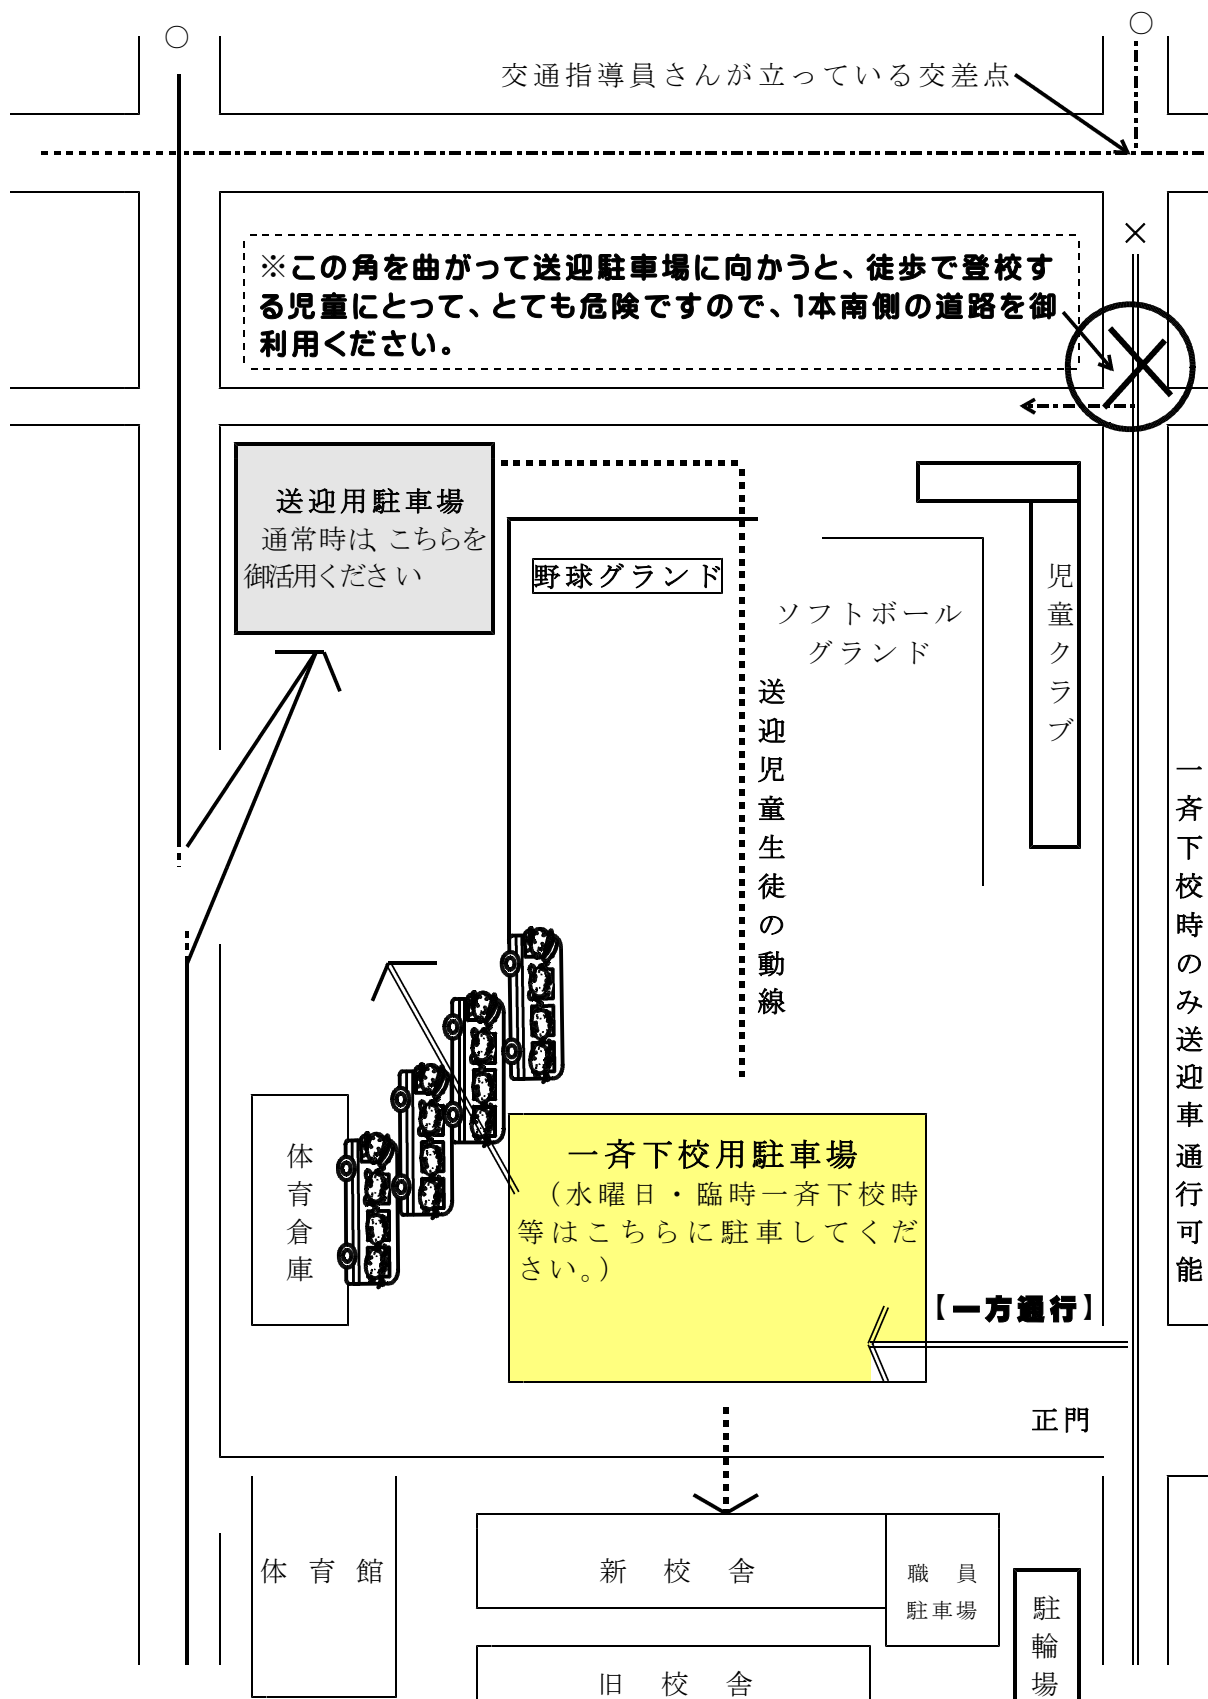 ○
○
交通指導員さんが立っている交差点
×
※この角を曲がって送迎駐車場に向かうと、徒歩で登校す
る児童にとって、とても危険ですので、1本南側の道路を御
利用ください。
送迎用駐車場
通常時は、こちらを
御活用ください
野球グランド
ソフトボール
グランド
児童クラブ
送迎児童生徒の動線
一斉下校時のみ送迎車通行可能
体育倉庫
一斉下校用駐車場
（水曜日・臨時一斉下校時
等はこちらに駐車してくだ
さい。）
【一方通行】
正門
体育館
新校舎
職員
駐車場
駐輪場
旧校舎